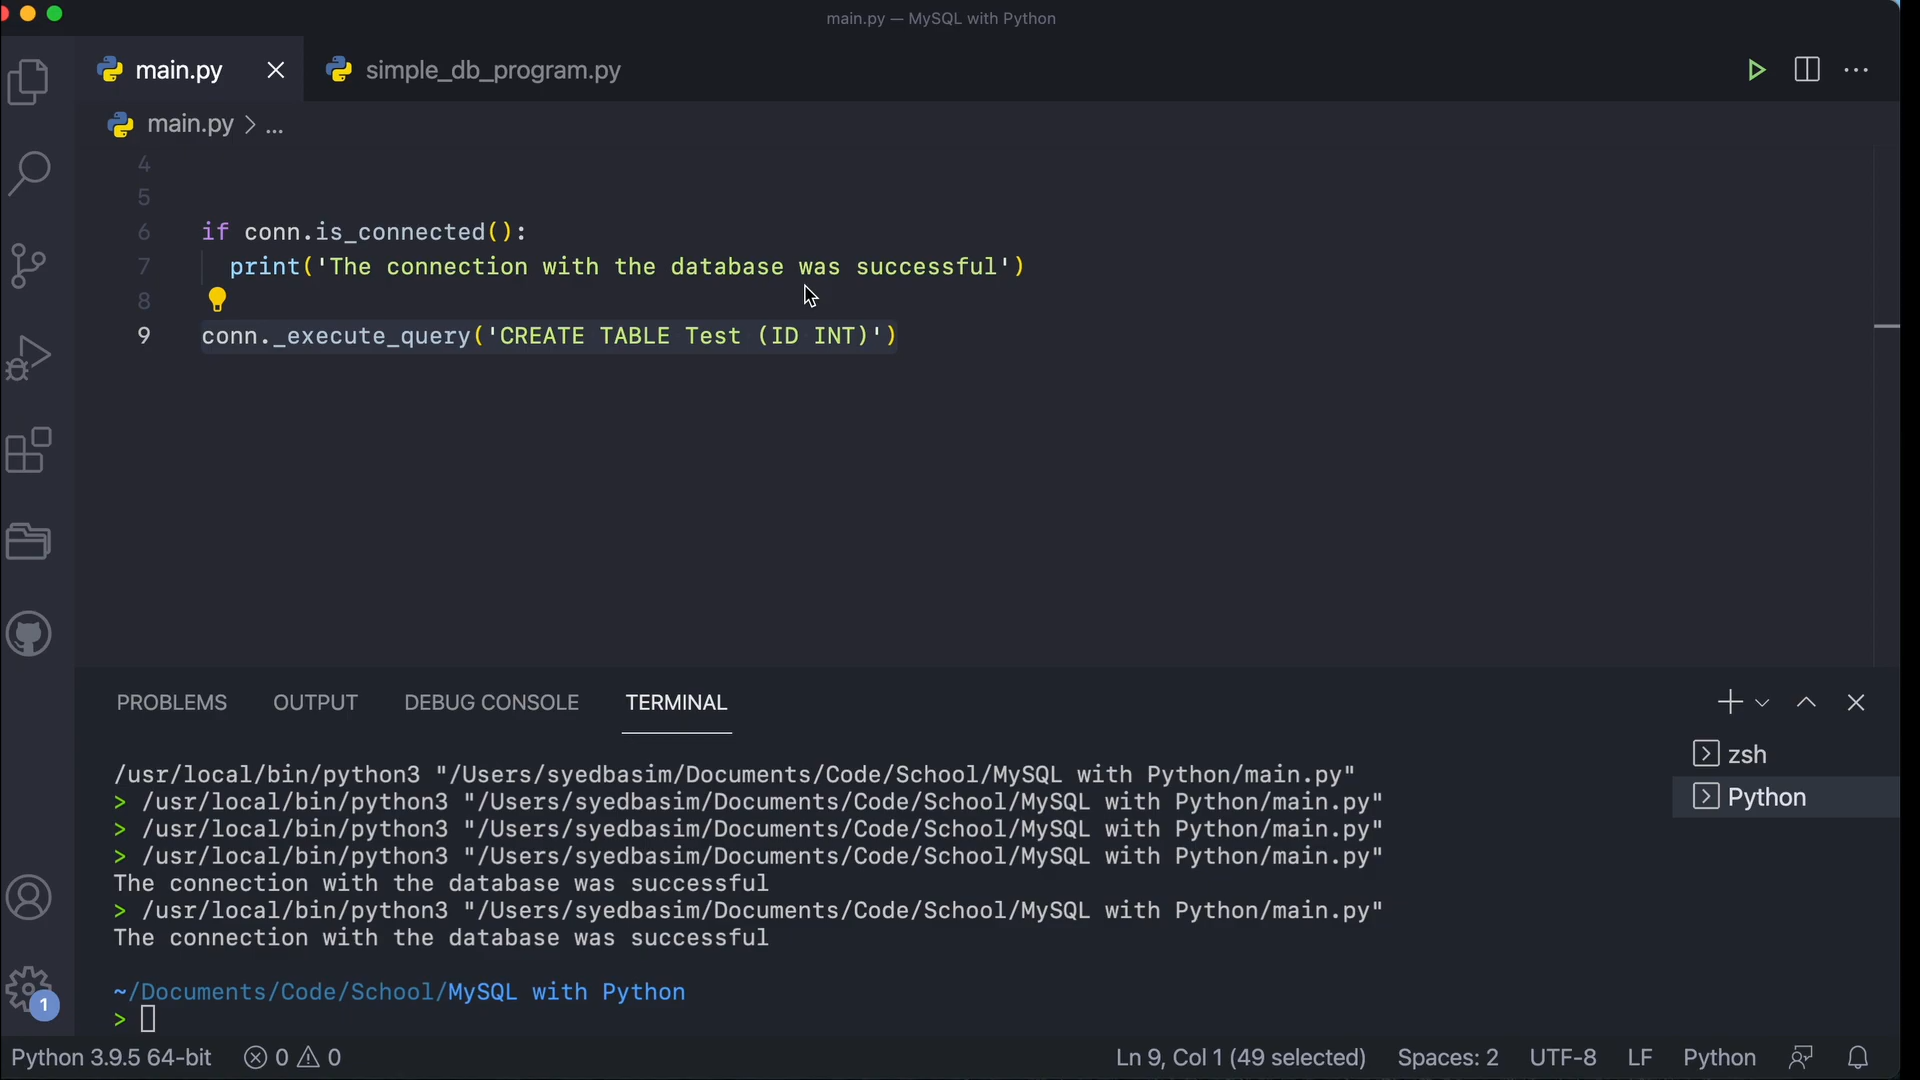 main.py — MySQL with Python
main.py
simple_db_program.py
main.py > ...
4
5
6 if conn.is_connected():
7 print('The connection with the database was successful')
8
9 conn._execute_query('CREATE TABLE Test (ID INT)')
PROBLEMS OUTPUT DEBUG CONSOLE TERMINAL
zsh
Python
/usr/local/bin/python3 "/Users/syedbasim/Documents/Code/School/MySQL with Python/main.py"
> /usr/local/bin/python3 "/Users/syedbasim/Documents/Code/School/MySQL with Python/main.py"
> /usr/local/bin/python3 "/Users/syedbasim/Documents/Code/School/MySQL with Python/main.py"
> /usr/local/bin/python3 "/Users/syedbasim/Documents/Code/School/MySQL with Python/main.py"
The connection with the database was successful
> /usr/local/bin/python3 "/Users/syedbasim/Documents/Code/School/MySQL with Python/main.py"
The connection with the database was successful
~/Documents/Code/School/MySQL with Python
>
1
Python 3.9.5 64-bit 0 0 Ln 9, Col 1 (49 selected) Spaces: 2 UTF-8 LF Python